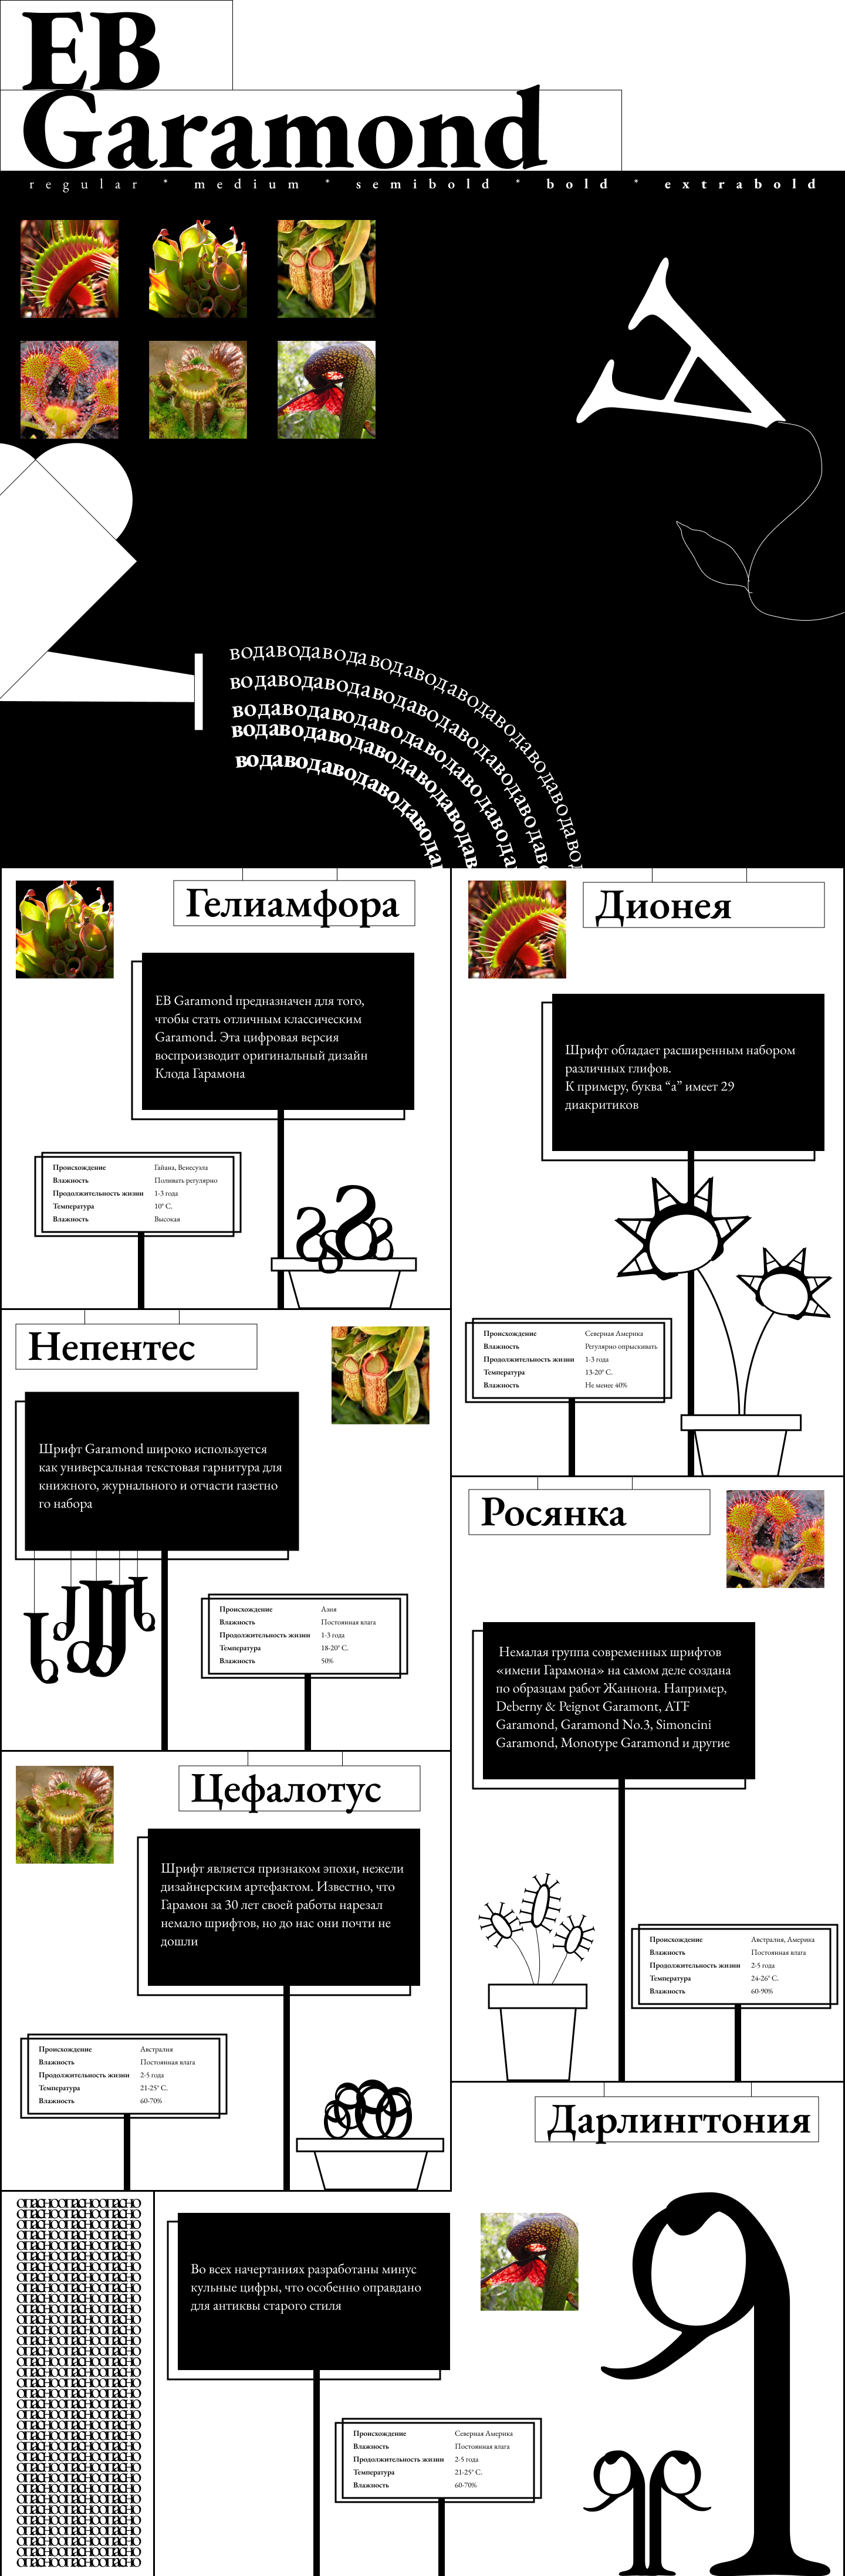 EB
Garamond
regular * medium * semibold * bold * extrabold
водаводаводаводаводаводаводаводаводаво
водаводаводаводаводаводаводаво
водаводаводаводаводаводавода
водаводаводаводаводаводавода
водаводаводаводаводавода
Гелиамфора
EB Garamond предназначен для того,
чтобы стать отличным классическим
Garamond. Эта цифровая версия
воспроизводит оригинальный дизайн
Клода Гарамона
Происхождение Гайана, Венесуэла
Влажность Поливать регулярно
Продолжительность жизни 1-3 года
Температура 10° С.
Влажность Высокая
Дионея
Шрифт обладает расширенным набором
различных глифов.
К примеру, буква “а” имеет 29
диакритиков
Происхождение Северная Америка
Влажность Регулярно опрыскивать
Продолжительность жизни 1-3 года
Температура 13-20° С.
Влажность Не менее 40%
Непентес
Шрифт Garamond широко используется
как универсальная текстовая гарнитура для
книжного, журнального и отчасти газетно
го набора
Происхождение Азия
Влажность Постоянная влага
Продолжительность жизни 1-3 года
Температура 18-20° С.
Влажность 50%
Росянка
Немалая группа современных шрифтов
«имени Гарамона» на самом деле создана
по образцам работ Жаннона. Например,
Deberny & Peignot Garamont, ATF
Garamond, Garamond No.3, Simoncini
Garamond, Monotype Garamond и другие
Происхождение Австралия, Америка
Влажность Постоянная влага
Продолжительность жизни 2-5 года
Температура 24-26° С.
Влажность 60-90%
Цефалотус
Шрифт является признаком эпохи, нежели
дизайнерским артефактом. Известно, что
Гарамон за 30 лет своей работы нарезал
немало шрифтов, но до нас они почти не
дошли
Происхождение Австралия
Влажность Постоянная влага
Продолжительность жизни 2-5 года
Температура 21-25° С.
Влажность 60-70%
Дарлингтония
Во всех начертаниях разработаны минус
кульные цифры, что особенно оправдано
для антиквы старого стиля
Происхождение Северная Америка
Влажность Постоянная влага
Продолжительность жизни 2-5 года
Температура 21-25° С.
Влажность 60-70%